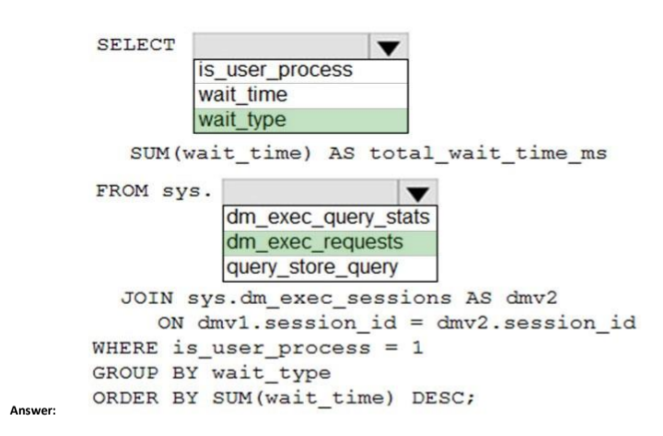 SELECT
is_user_process
wait_time
wait_type
SUM(wait_time) AS total_wait_time_ms
FROM sys.
dm_exec_query_stats
dm_exec_requests
query_store_query
JOIN sys.dm_exec_sessions AS dmv2
ON dmv1.session_id = dmv2.session_id
WHERE is_user_process = 1
GROUP BY wait_type
ORDER BY SUM(wait_time) DESC;
Answer: